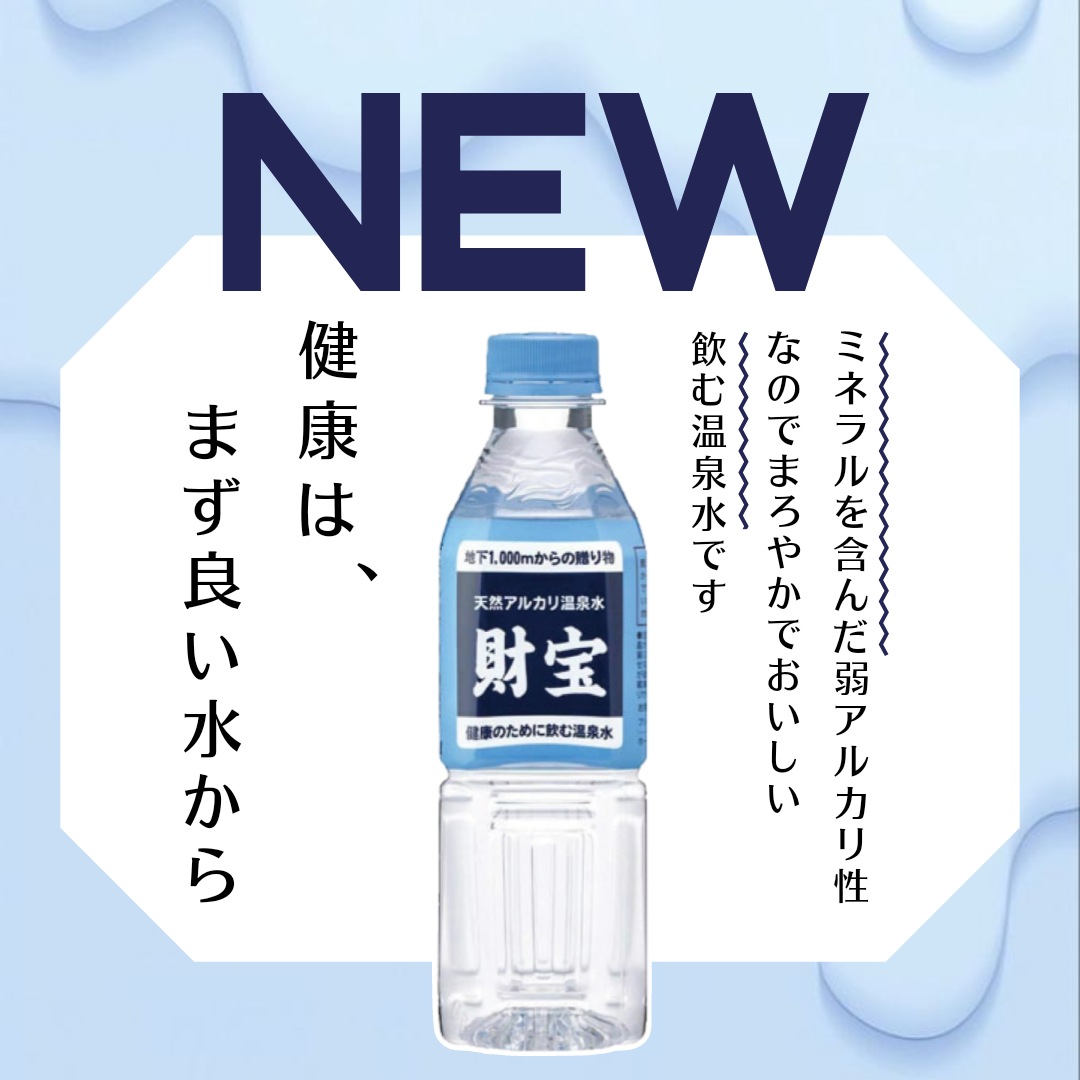 NEW
ミネラルを含んだ弱アルカリ性
なのでまろやかでおいしい
飲む温泉水です
健康は、
まず良い水から
地下1,000mからの贈り物
天然アルカリ温泉水
財宝
健康のために飲む温泉水